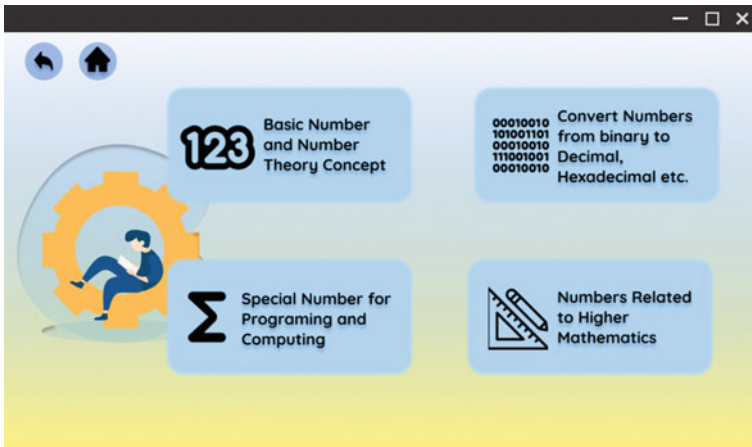 123
Basic Number
and Number
Theory Concept
00010010
101001101
00010010
111001001
00010010
Convert Numbers
from binary to
Decimal,
Hexadecimal etc.
Σ
Special Number for
Programing and
Computing
Numbers Related
to Higher
Mathematics